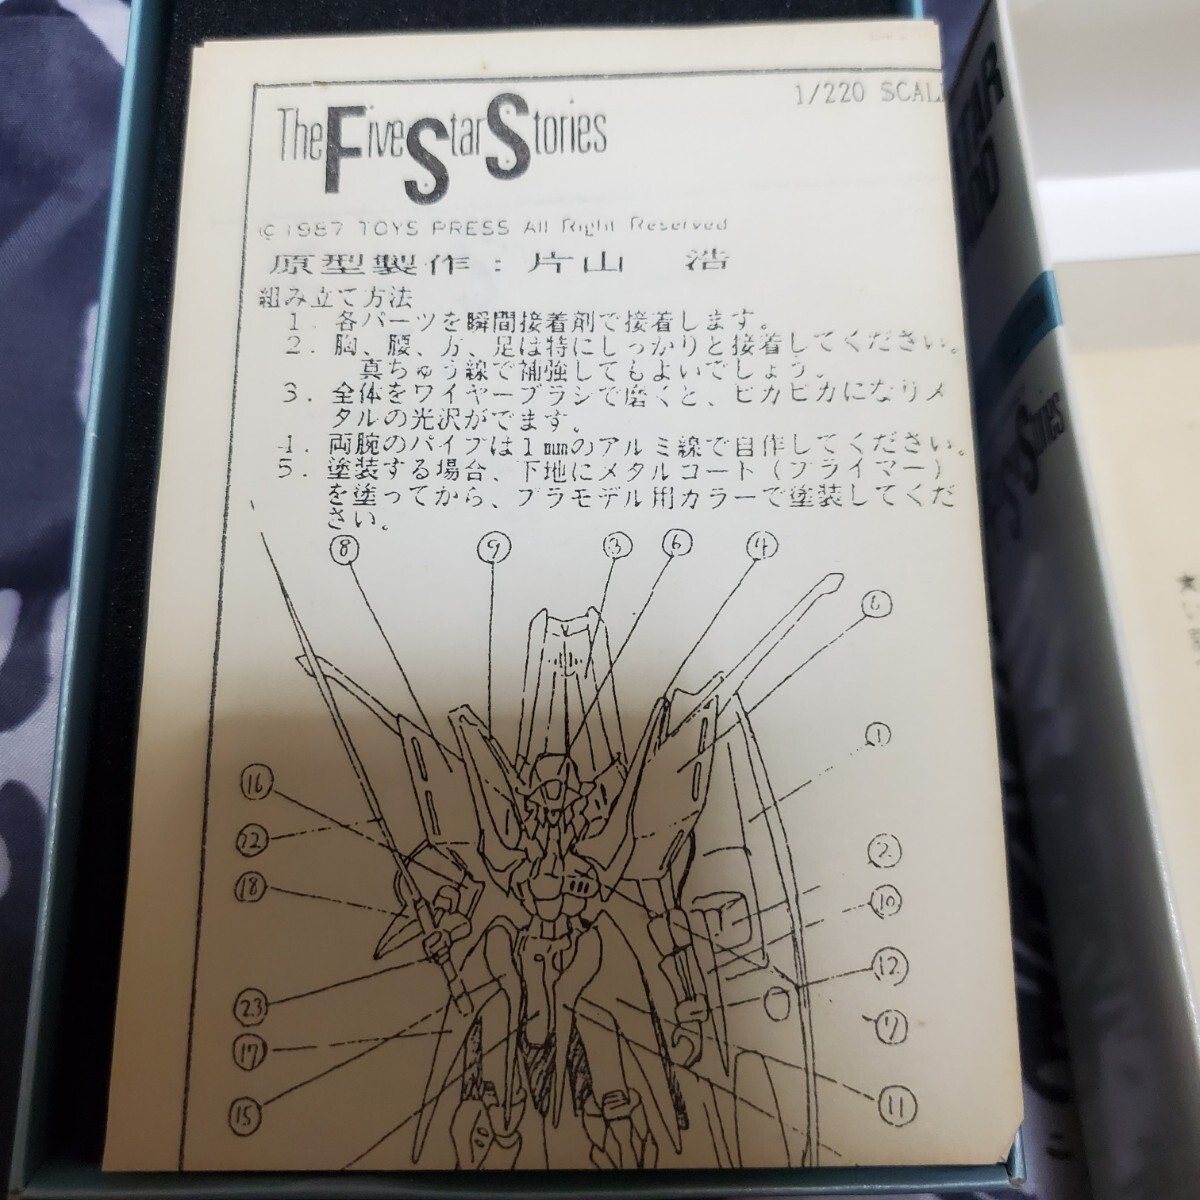 The Five Star Stories
1/220 SCAL
© 1987 TOYS PRESS All Right Reserved
原型製作：片山 浩
組み立て方法
1. 各パーツを瞬間接着剤で接着します。
2. 胸、腰、方、足は特にしっかりと接着してください。
真ちゅう線で補強してもよいでしょう。
3. 全体をワイヤーブラシで磨くと、ピカピカになりメ
タルの光沢がでます。
4. 両腕のパイプは1㎜のアルミ線で自作してください。
5. 塗装する場合、下地にメタルコート（プライマー）
を塗ってから、プラモデル用カラーで塗装してくだ
さい。
⑧ ⑨ ③ ⑥ ④
⑥
①
⑯
⑫
②
⑱
⑩
⑫
㉓
⑦
⑰
⑪
⑮
TAR
Stories
★